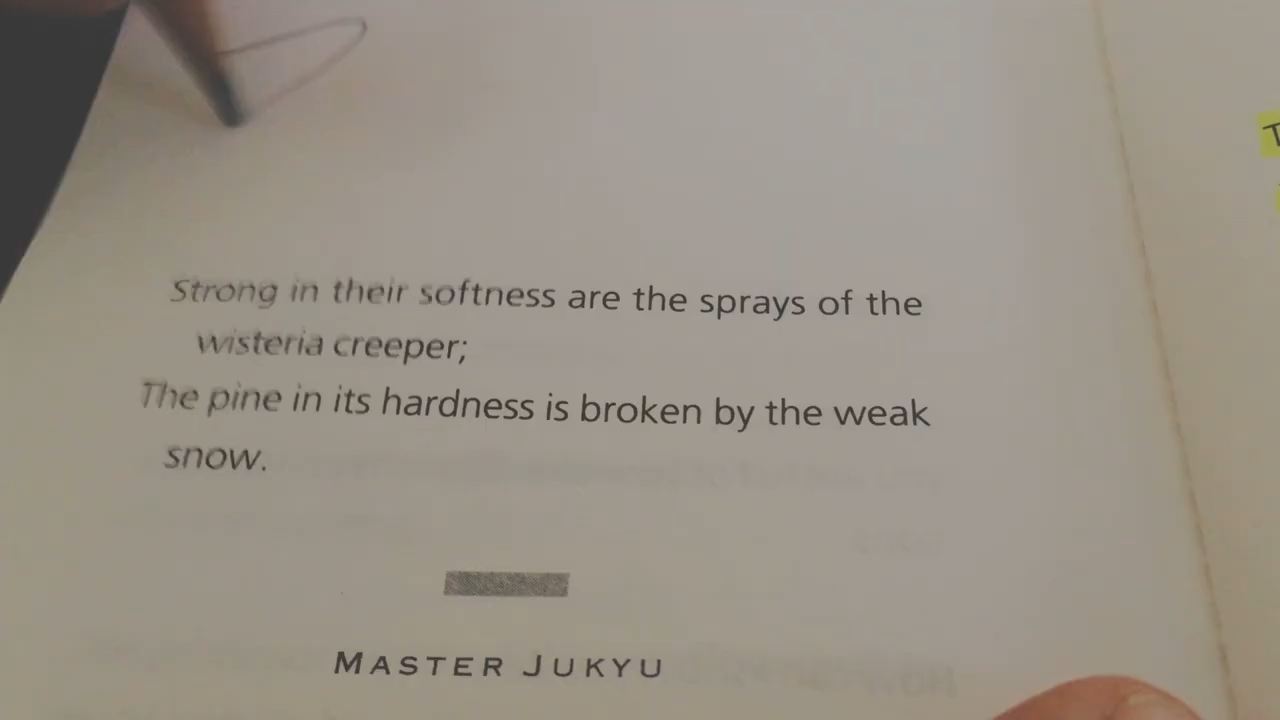 Strong in their softness are the sprays of the
wisteria creeper;
The pine in its hardness is broken by the weak
snow.
MASTER JUKYU